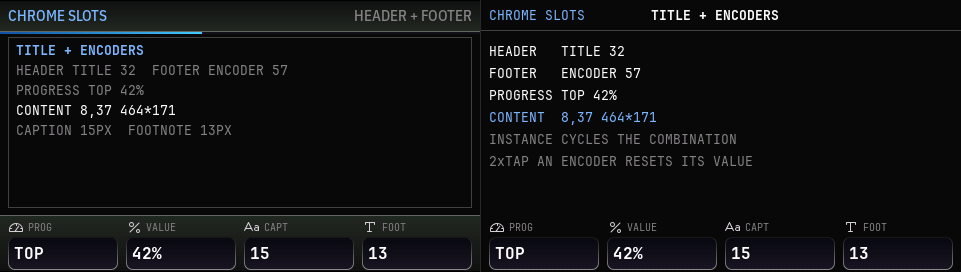 CHROME SLOTS HEADER + FOOTER
TITLE + ENCODERS
HEADER TITLE 32 FOOTER ENCODER 57
PROGRESS TOP 42%
CONTENT 8,37 464*171
CAPTION 15PX FOOTNOTE 13PX
PROG VALUE Aa CAPT T FOOT
TOP 42% 15 13
CHROME SLOTS TITLE + ENCODERS
HEADER TITLE 32
FOOTER ENCODER 57
PROGRESS TOP 42%
CONTENT 8,37 464*171
INSTANCE CYCLES THE COMBINATION
2xTAP AN ENCODER RESETS ITS VALUE
PROG % VALUE Aa CAPT T FOOT
TOP 42% 15 13